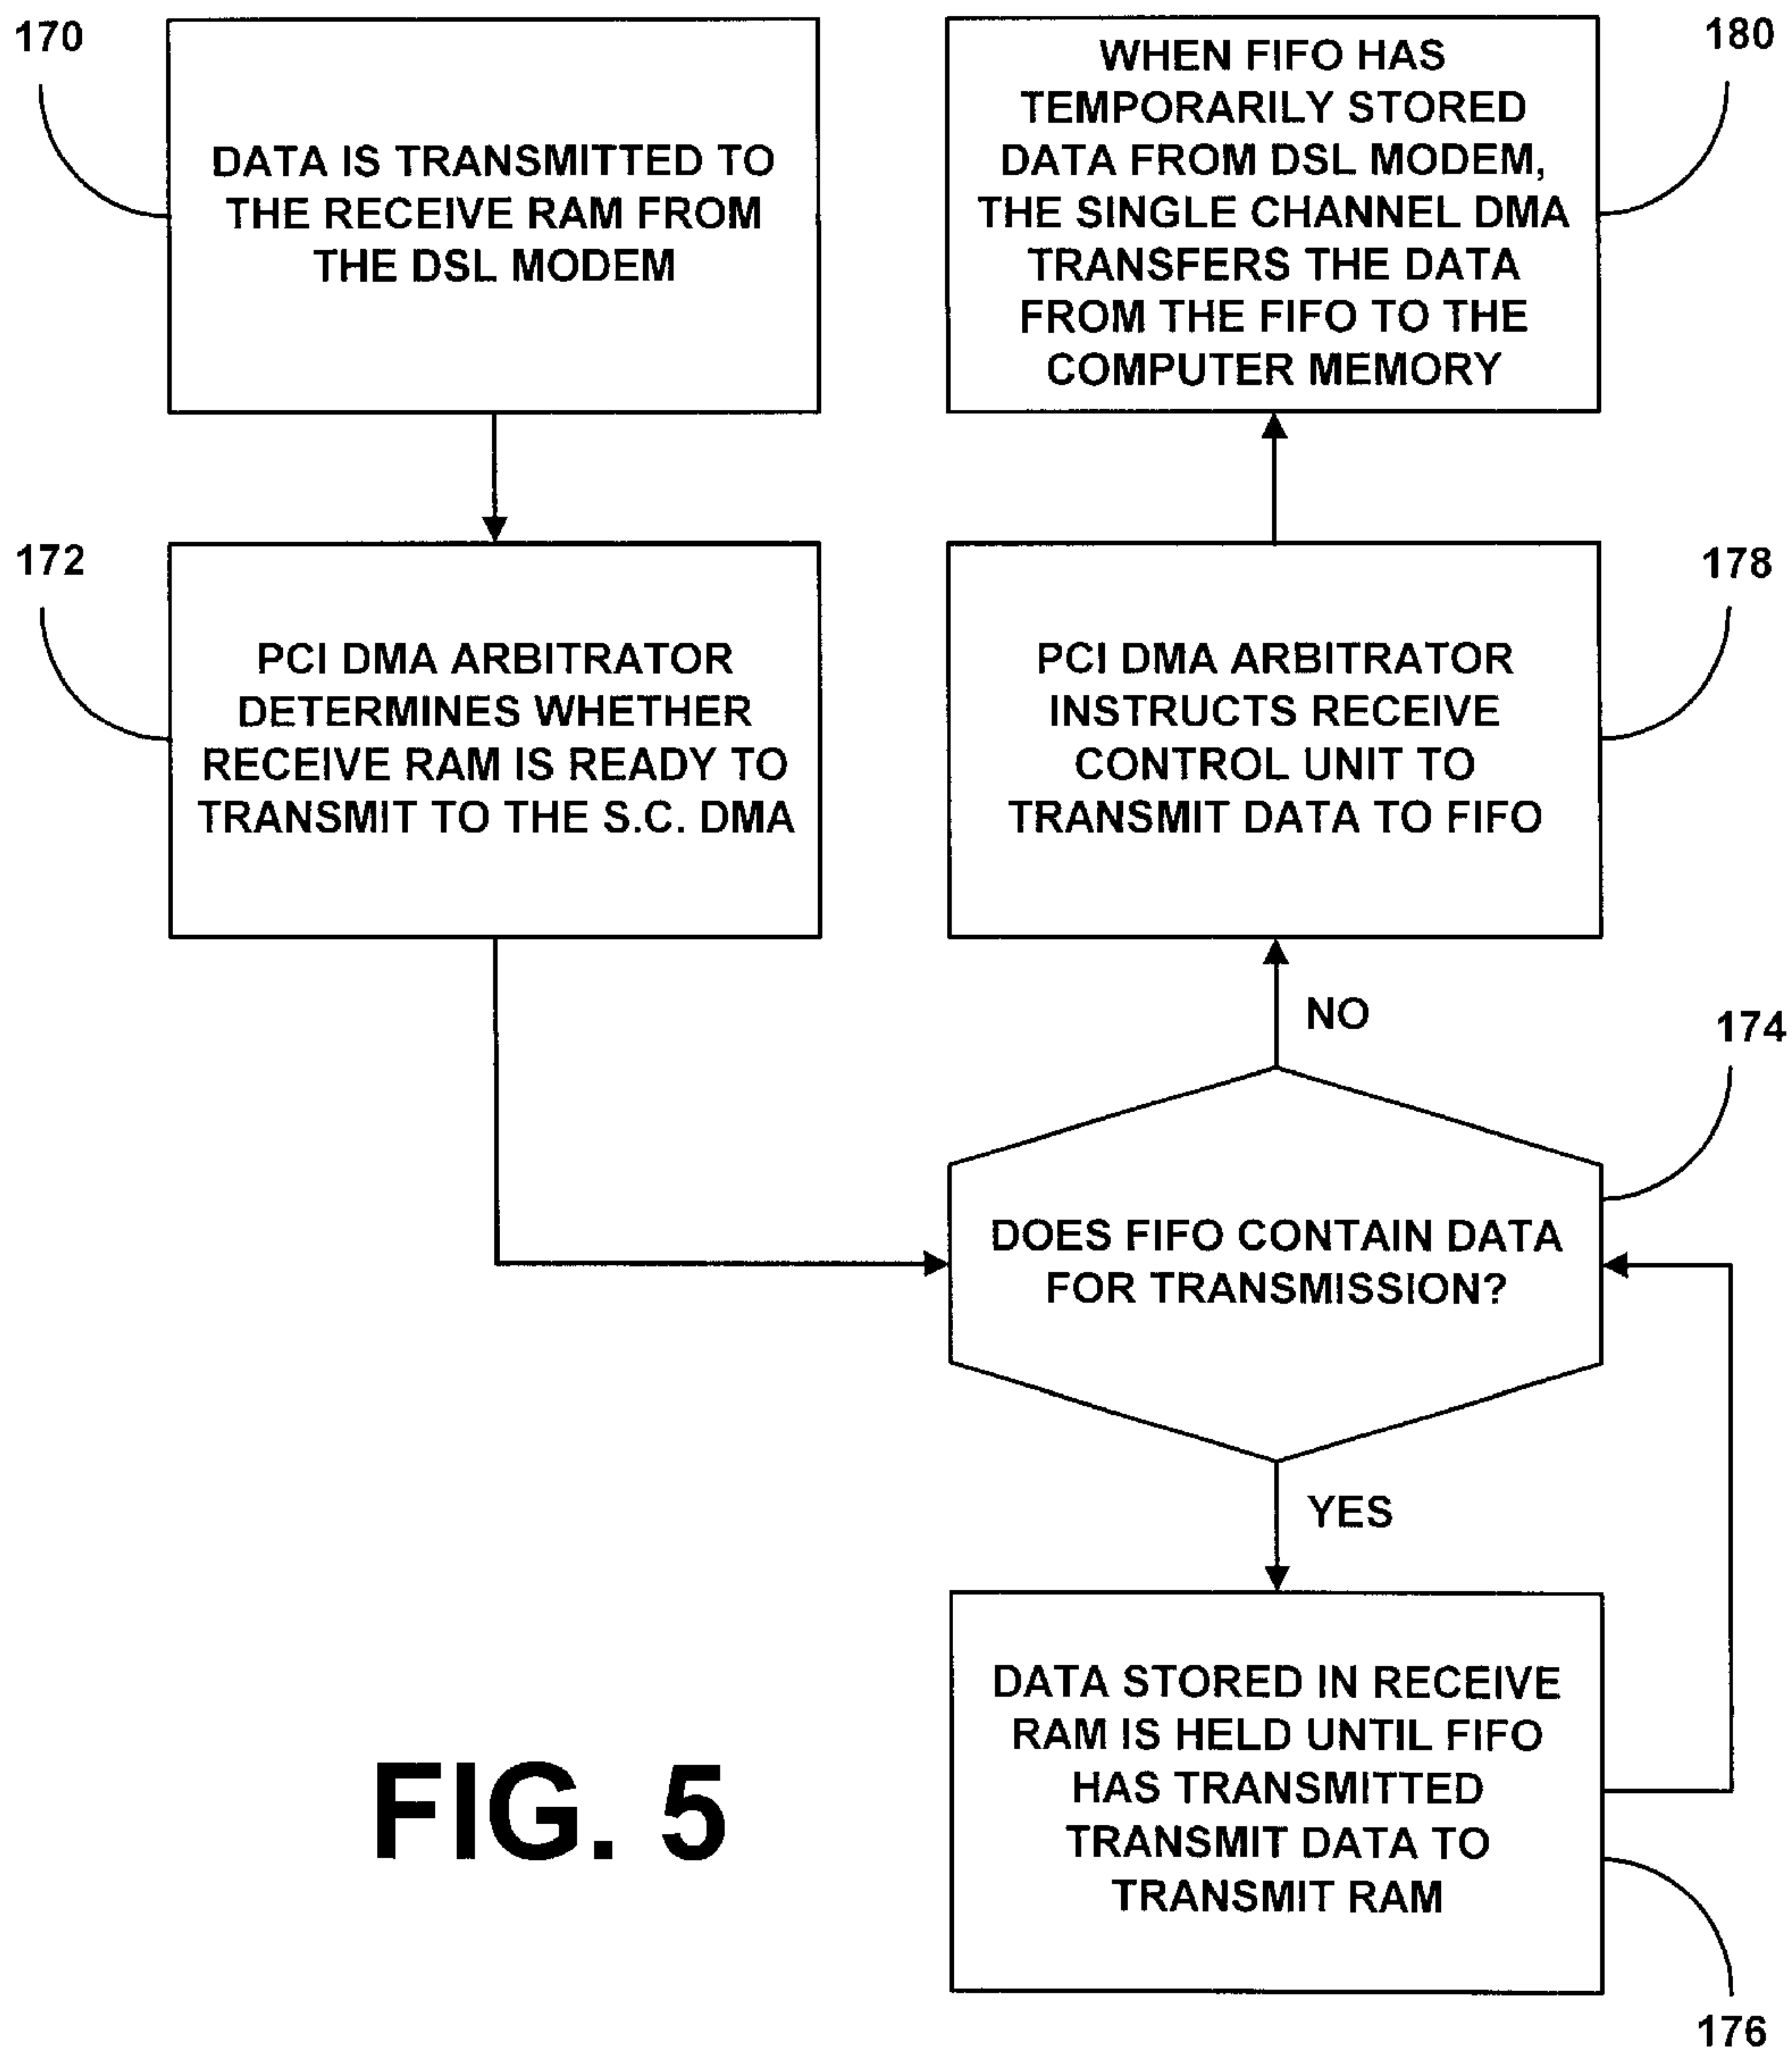 170
DATA IS TRANSMITTED TO
THE RECEIVE RAM FROM
THE DSL MODEM
172
PCI DMA ARBITRATOR
DETERMINES WHETHER
RECEIVE RAM IS READY TO
TRANSMIT TO THE S.C. DMA
180
WHEN FIFO HAS
TEMPORARILY STORED
DATA FROM DSL MODEM,
THE SINGLE CHANNEL DMA
TRANSFERS THE DATA
FROM THE FIFO TO THE
COMPUTER MEMORY
178
PCI DMA ARBITRATOR
INSTRUCTS RECEIVE
CONTROL UNIT TO
TRANSMIT DATA TO FIFO
NO
174
DOES FIFO CONTAIN DATA
FOR TRANSMISSION?
YES
DATA STORED IN RECEIVE
RAM IS HELD UNTIL FIFO
HAS TRANSMITTED
TRANSMIT DATA TO
TRANSMIT RAM
176
FIG. 5